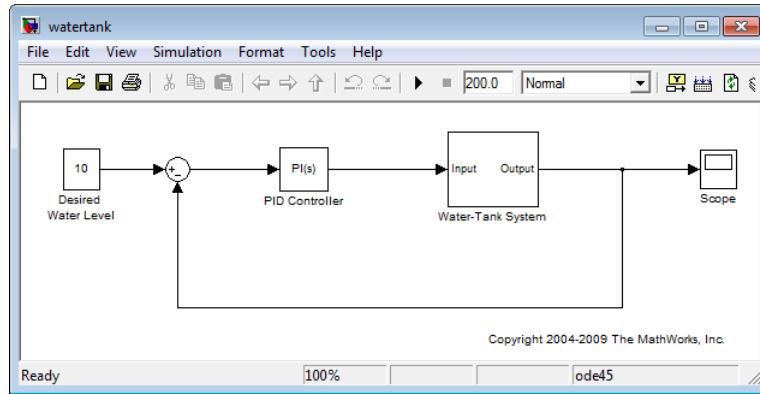 watertank
File Edit View Simulation Format Tools Help
200.0 Normal
10
+
-
PI(s)
Input Output
Desired
Water Level
PID Controller
Water-Tank System
Scope
Copyright 2004-2009 The MathWorks, Inc.
Ready 100% ode45